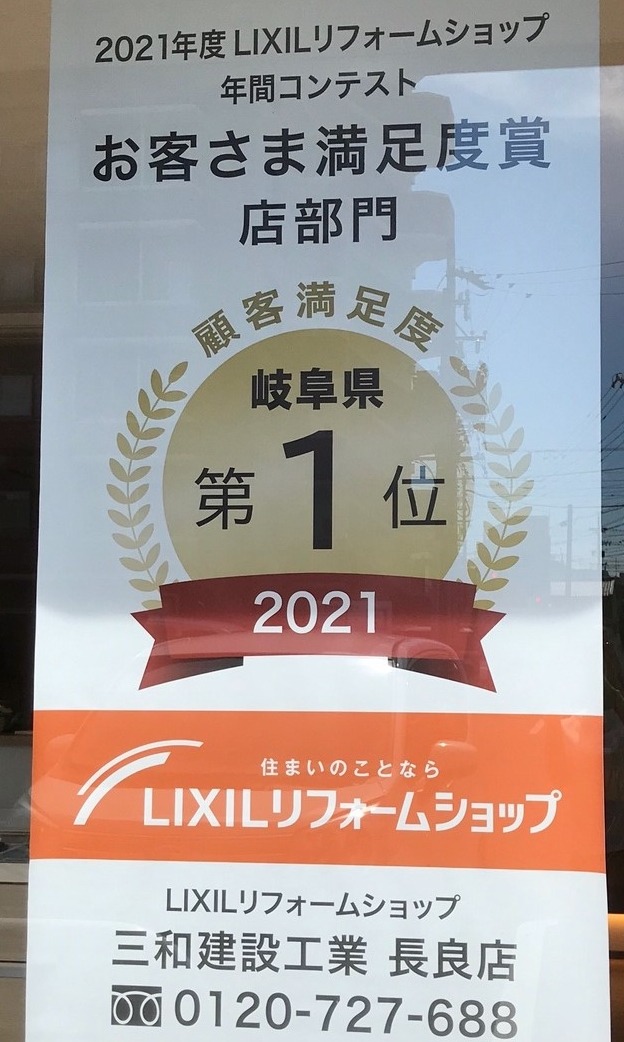 2021年度 LIXILリフォームショップ
年間コンテスト
お客さま満足度賞
店部門
顧客満足度
岐阜県
第1位
2021
住まいのことなら
LIXILリフォームショップ
LIXILリフォームショップ
三和建設工業 長良店
0120-727-688